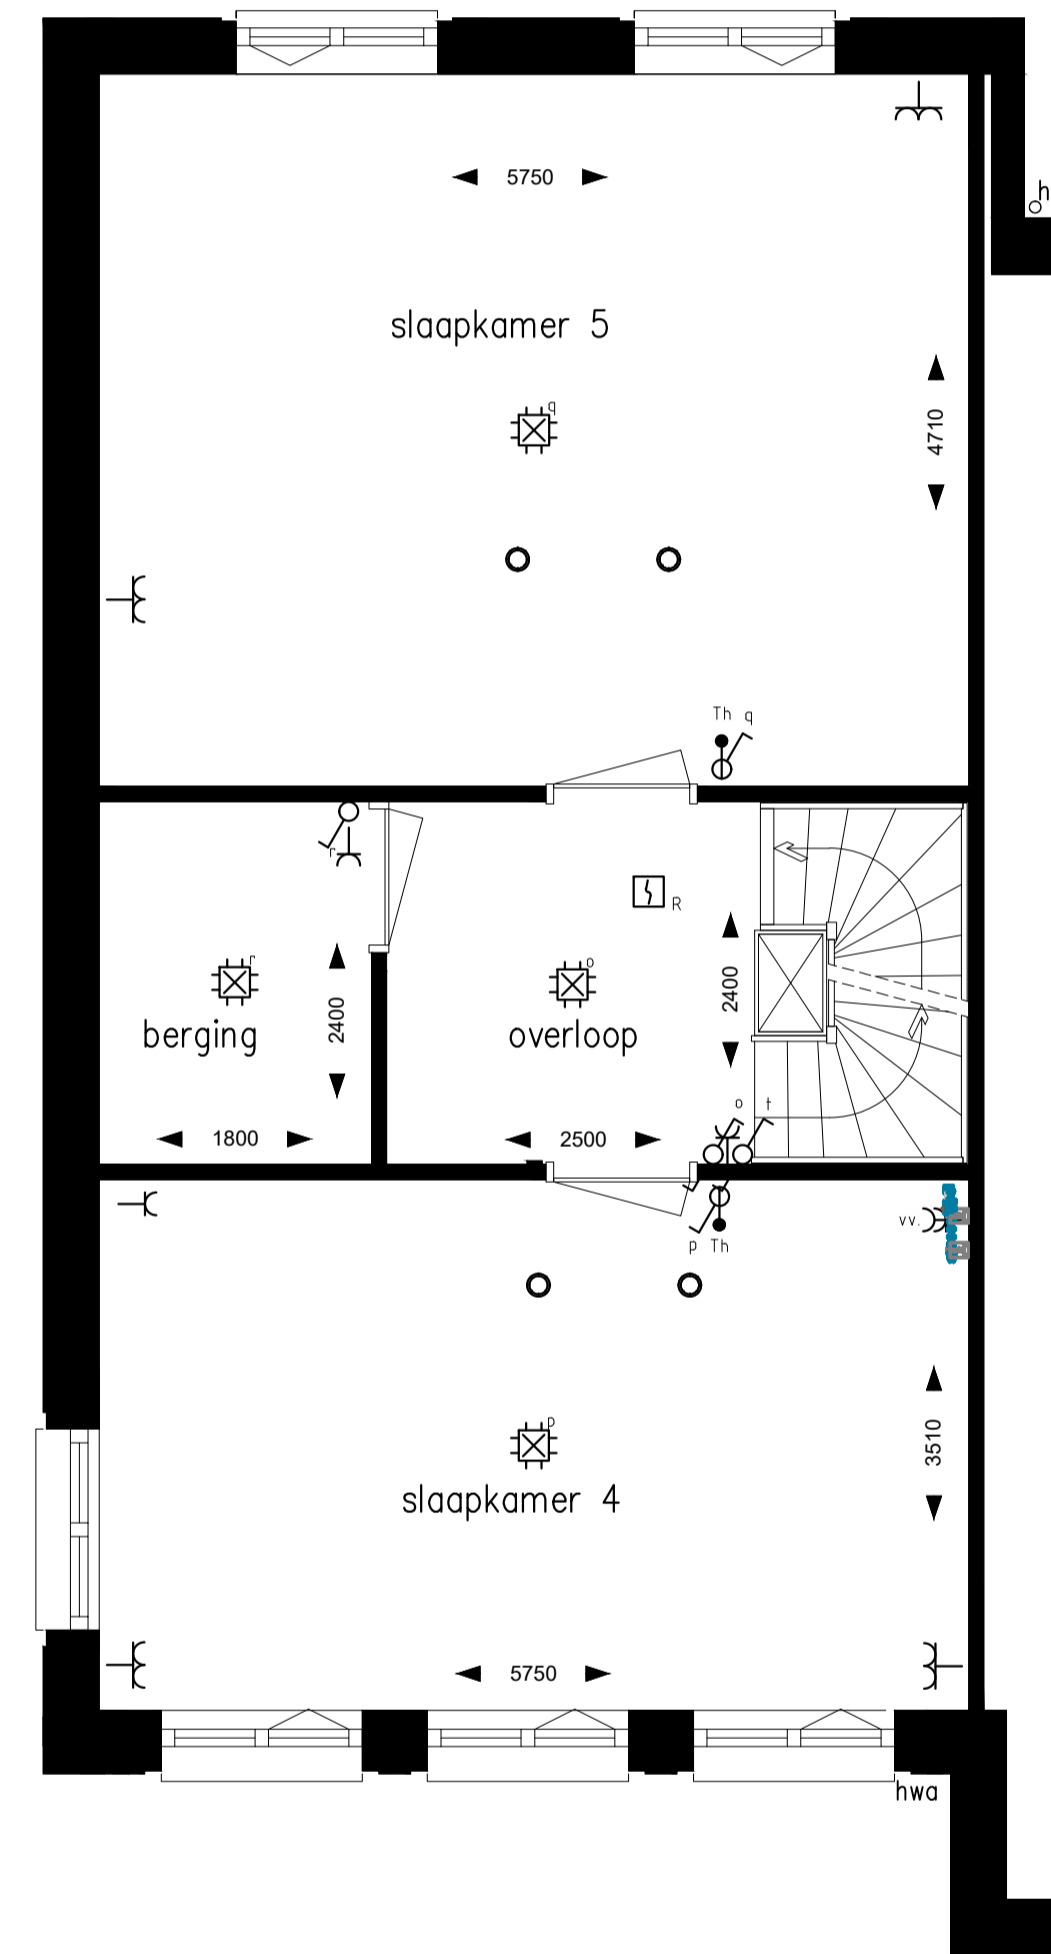 5750
h
slaapkamer 5
q
4710
Th q
r
R
r
o
2400
2400
berging
overloop
o t
1800
2500
vv.
p Th
3510
p
slaapkamer 4
5750
hwa